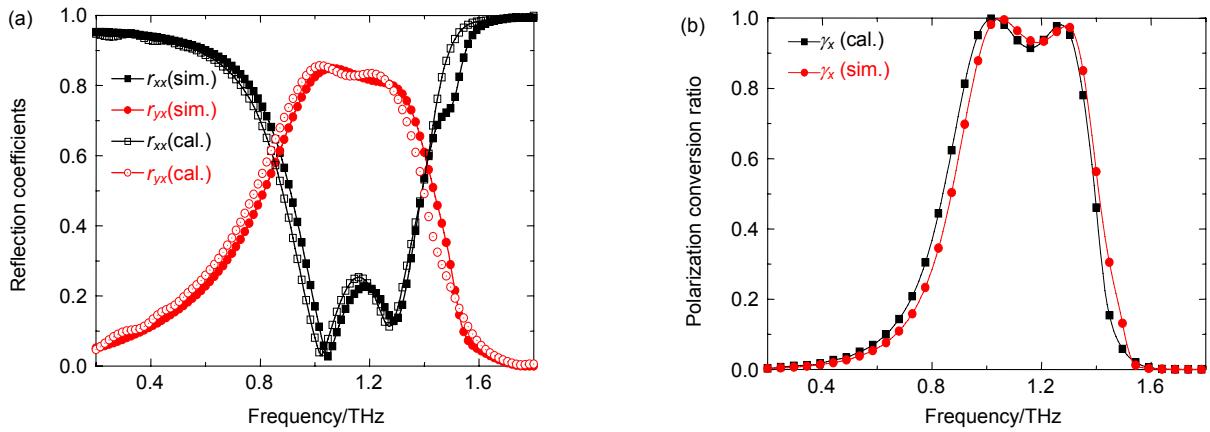 (a)
Reflection coefficients
1.0
0.8
0.6
0.4
0.2
0.0
r_xx(sim.)
r_yx(sim.)
r_xx(cal.)
r_yx(cal.)
0.4 0.8 1.2 1.6
Frequency/THz
(b)
Polarization conversion ratio
1.0
0.8
0.6
0.4
0.2
0.0
γ_x (cal.)
γ_x (sim.)
0.4 0.8 1.2 1.6
Frequency/THz